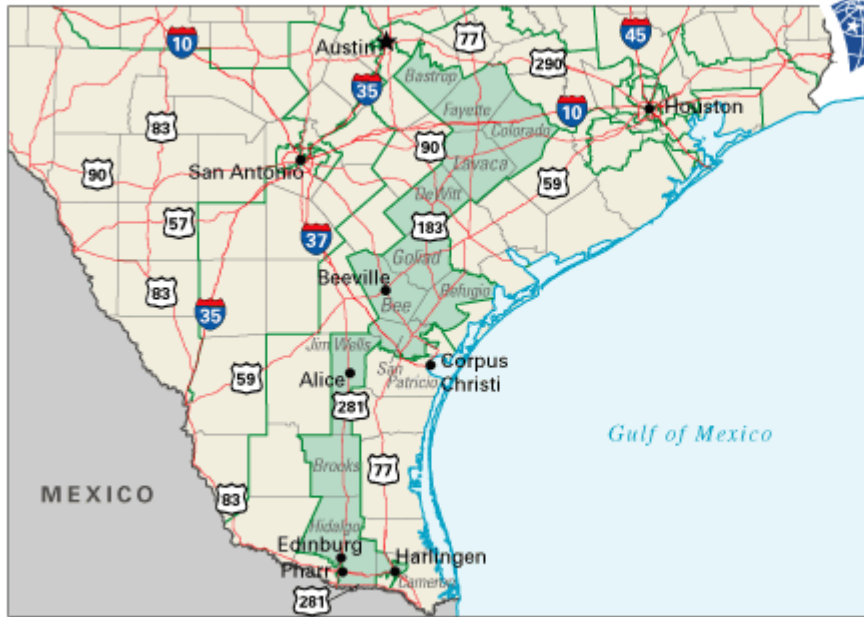 10
Austin
77
45
290
35
Bastrop
Fayette
10
Houston
83
Colorado
90
San Antonio
90
Lavaca
59
DeWitt
57
183
37
Goliad
Beeville
Bee
Refugio
83
35
Jim Wells
San
Patricio
Corpus
Christi
59
Alice
281
Gulf of Mexico
Brooks
77
MEXICO
83
Hidalgo
Edinburg
Harlingen
Pharr
Cameron
281